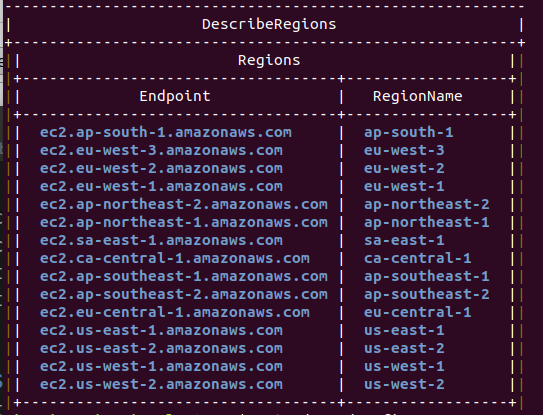 DescribeRegions
Regions
Endpoint | RegionName
ec2.ap-south-1.amazonaws.com | ap-south-1
ec2.eu-west-3.amazonaws.com | eu-west-3
ec2.eu-west-2.amazonaws.com | eu-west-2
ec2.eu-west-1.amazonaws.com | eu-west-1
ec2.ap-northeast-2.amazonaws.com | ap-northeast-2
ec2.ap-northeast-1.amazonaws.com | ap-northeast-1
ec2.sa-east-1.amazonaws.com | sa-east-1
ec2.ca-central-1.amazonaws.com | ca-central-1
ec2.ap-southeast-1.amazonaws.com | ap-southeast-1
ec2.ap-southeast-2.amazonaws.com | ap-southeast-2
ec2.eu-central-1.amazonaws.com | eu-central-1
ec2.us-east-1.amazonaws.com | us-east-1
ec2.us-east-2.amazonaws.com | us-east-2
ec2.us-west-1.amazonaws.com | us-west-1
ec2.us-west-2.amazonaws.com | us-west-2